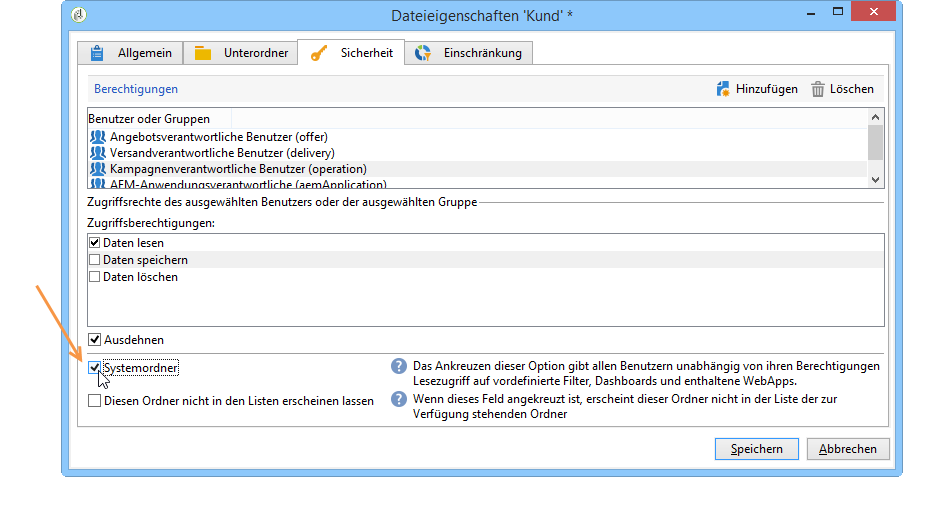 Dateieigenschaften 'Kund' *
Allgemein Unterordner Sicherheit Einschränkung
Berechtigungen Hinzufügen Löschen
Benutzer oder Gruppen
Angebotsverantwortliche Benutzer (offer)
Versandverantwortliche Benutzer (delivery)
Kampagnenverantwortliche Benutzer (operation)
AEM-Anwendungsverantwortliche (aemApplication)
Zugriffsrechte des ausgewählten Benutzers oder der ausgewählten Gruppe
Zugriffsberechtigungen:
Daten lesen
Daten speichern
Daten löschen
Ausdehnen
Systemordner
Das Ankreuzen dieser Option gibt allen Benutzern unabhängig von ihren Berechtigungen
Lesezugriff auf vordefinierte Filter, Dashboards und enthaltene WebApps.
Diesen Ordner nicht in den Listen erscheinen lassen
Wenn dieses Feld angekreuzt ist, erscheint dieser Ordner nicht in der Liste der zur
Verfügung stehenden Ordner
Speichern Abbrechen